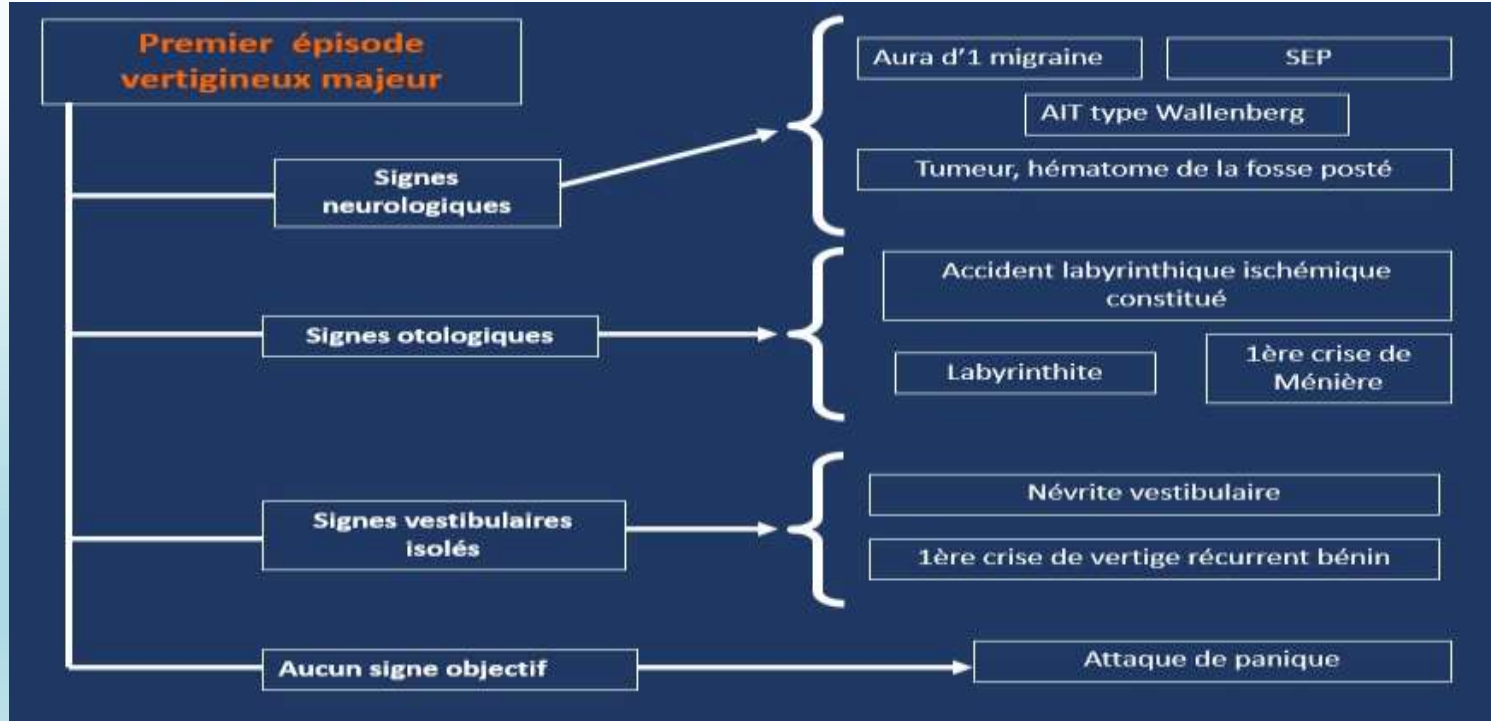 Premier épisode
vertigineux majeur
Signes
neurologiques
Aura d'1 migraine
SEP
AIT type Wallenberg
Tumeur, hématome de la fosse posté
Signes otologiques
Accident labyrinthique ischémique
constitué
Labyrinthite
1ère crise de
Ménière
Signes vestibulaires
isolés
Névrite vestibulaire
1ère crise de vertige récurrent bénin
Aucun signe objectif
Attaque de panique